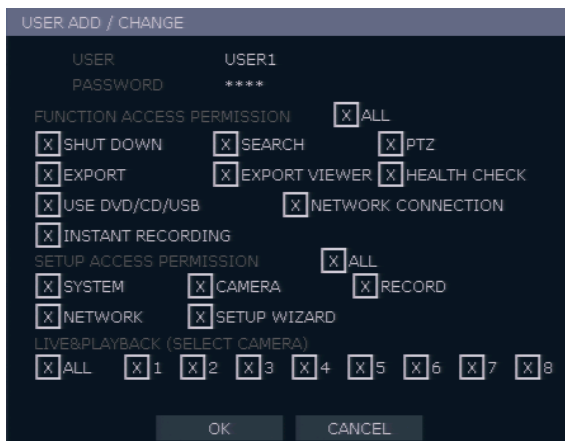 USER ADD / CHANGE
USER USER1
PASSWORD ****
FUNCTION ACCESS PERMISSION X ALL
X SHUT DOWN X SEARCH X PTZ
X EXPORT X EXPORT VIEWER X HEALTH CHECK
X USE DVD/CD/USB X NETWORK CONNECTION
X INSTANT RECORDING
SETUP ACCESS PERMISSION X ALL
X SYSTEM X CAMERA X RECORD
X NETWORK X SETUP WIZARD
LIVE&PLAYBACK (SELECT CAMERA)
X ALL X 1 X 2 X 3 X 4 X 5 X 6 X 7 X 8
OK CANCEL